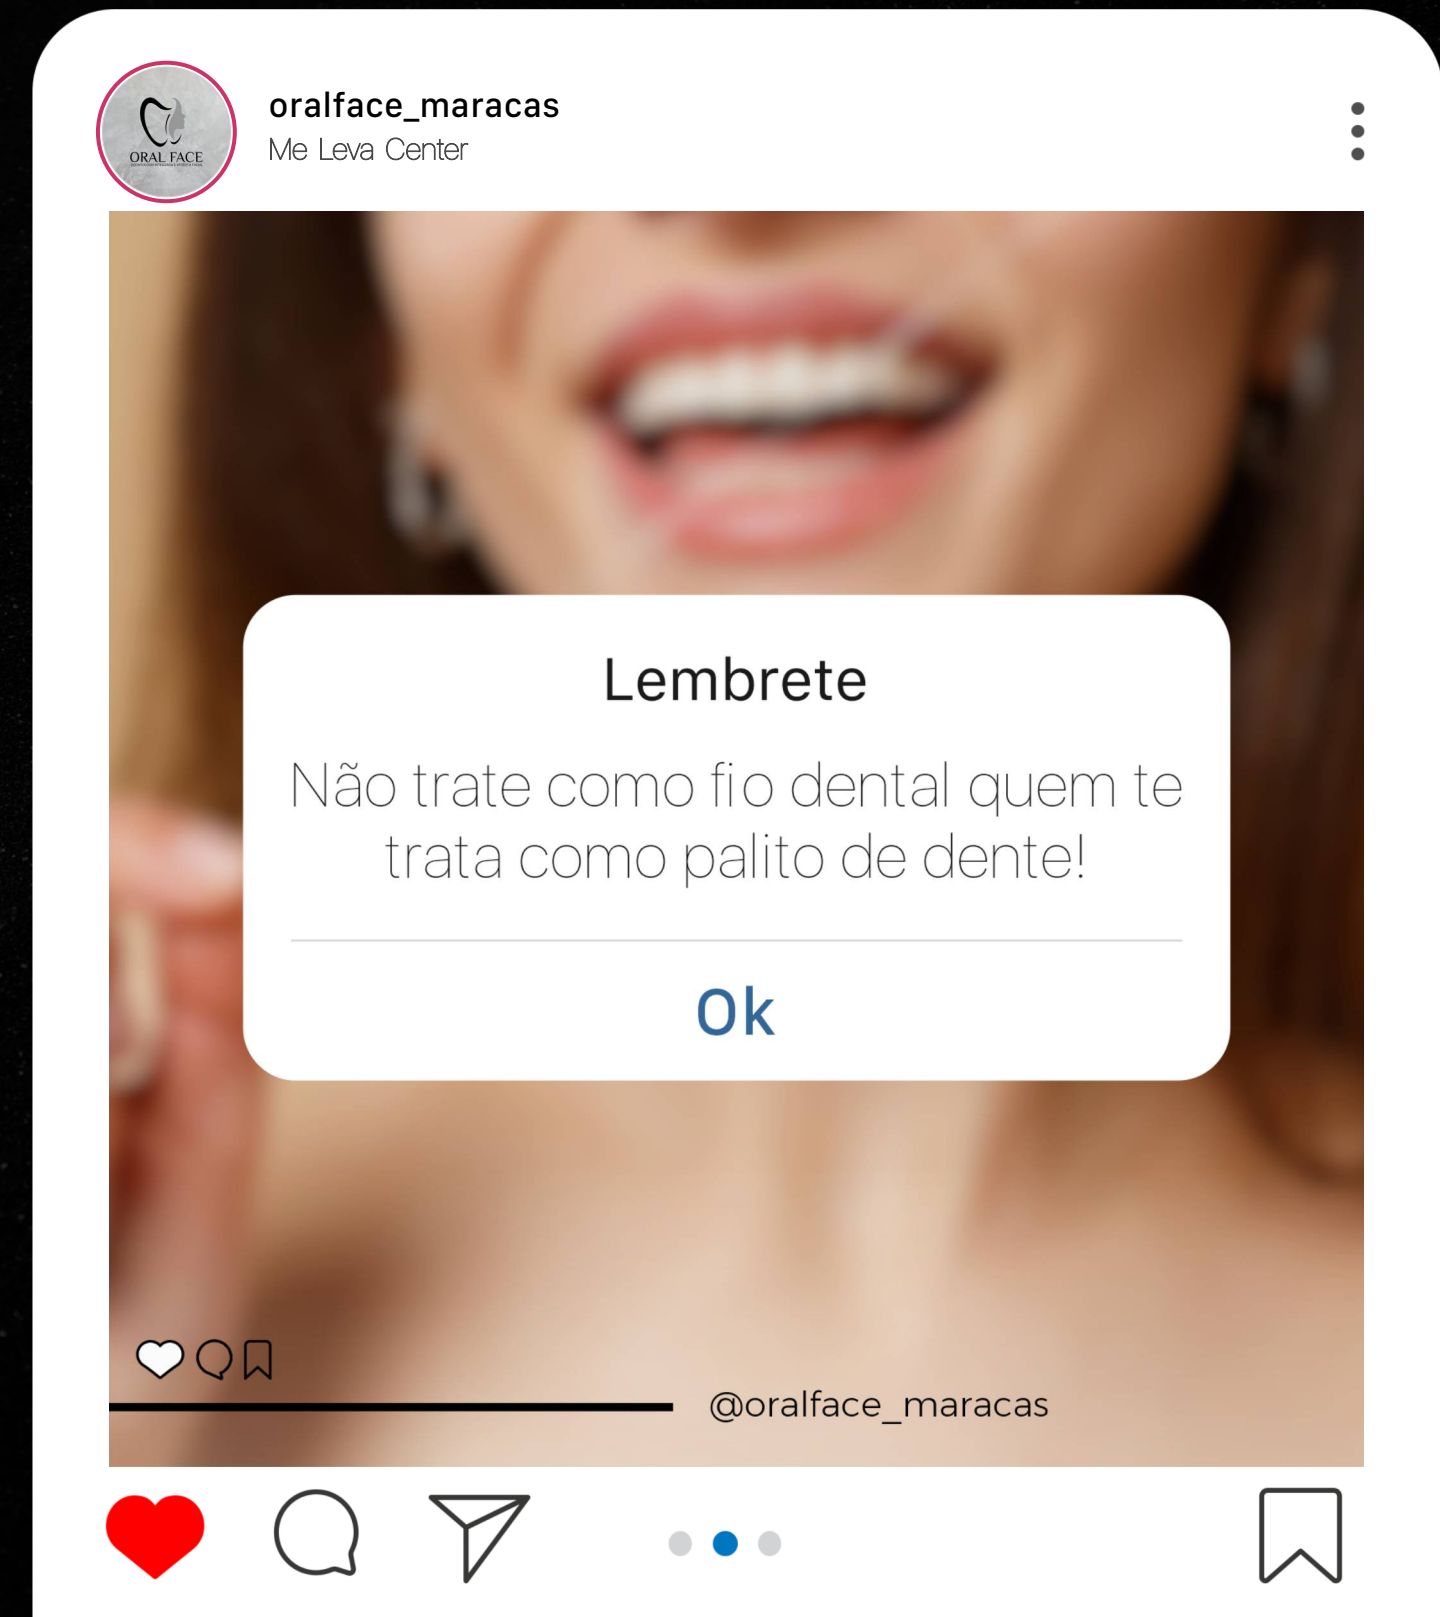 oralface_maracas
Me Leva Center
ORAL FACE
Lembrete
Não trate como fio dental quem te
trata como palito de dente!
Ok
@oralface_maracas